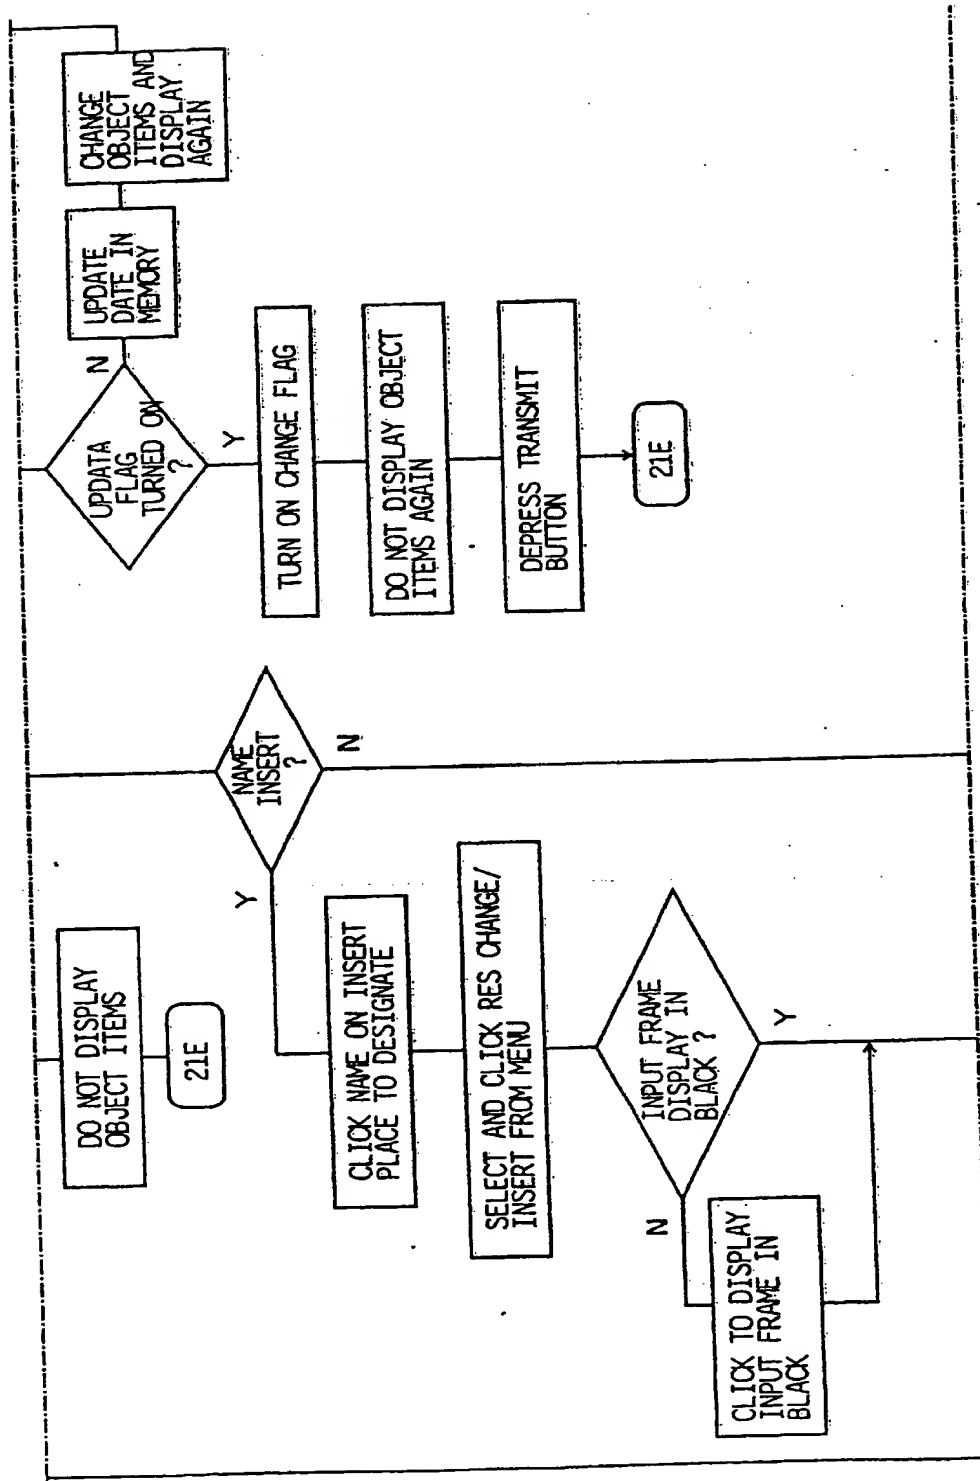 DO NOT DISPLAY
OBJECT ITEMS
21E
NAME
INSERT
?
Y
N
CLICK NAME ON INSERT
PLACE TO DESIGNATE
SELECT AND CLICK RES CHANGE/
INSERT FROM MENU
INPUT FRAME
DISPLAY IN
BLACK ?
N
Y
CLICK TO DISPLAY
INPUT FRAME IN
BLACK
UPDATA
FLAG
TURNED ON
?
N
Y
UPDATE
DATE IN
MEMORY
CHANGE
OBJECT
ITEMS AND
DISPLAY
AGAIN
TURN ON CHANGE FLAG
DO NOT DISPLAY OBJECT
ITEMS AGAIN
DEPRESS TRANSMIT
BUTTON
21E